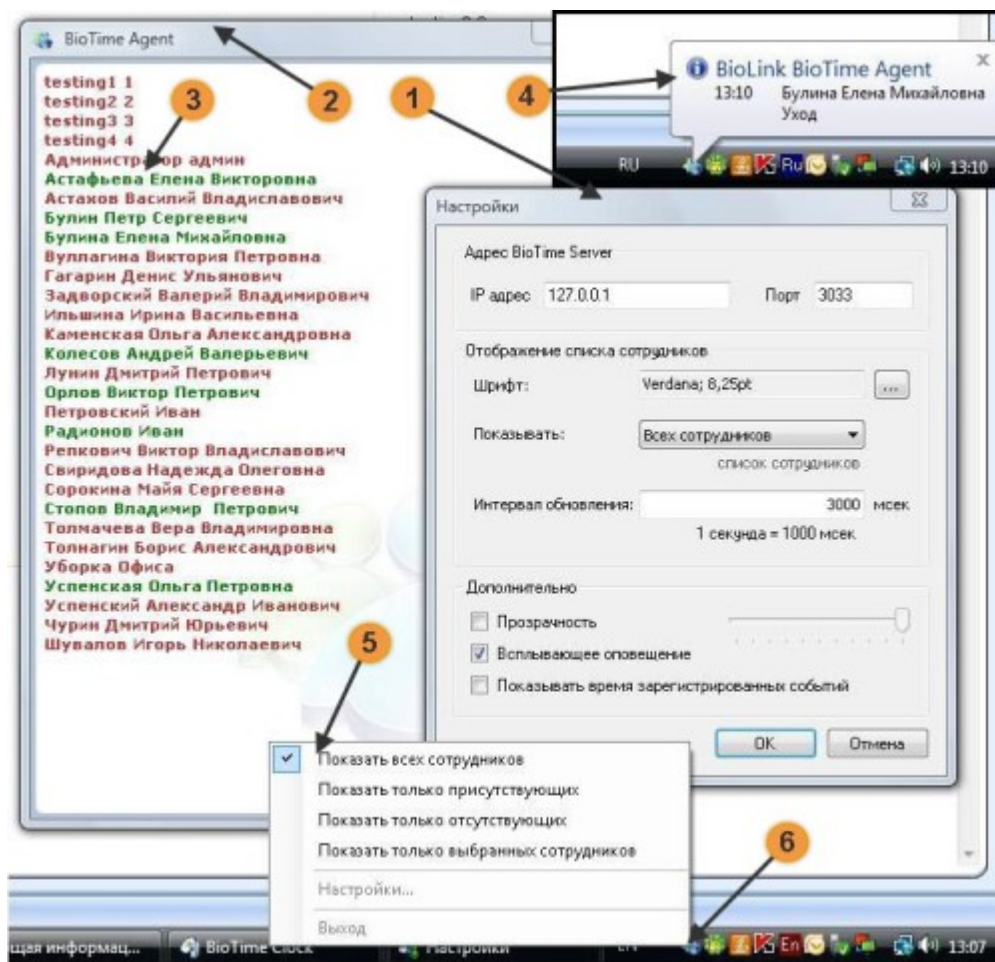 BioTime Agent
testing1 1
testing2 2
testing3 3
testing4 4
Администратор админ
Астафьева Елена Викторовна
Астахов Василий Владиславович
Булин Петр Сергеевич
Булина Елена Михайловна
Вуллагина Виктория Петровна
Гагарин Денис Ульянович
Задворский Валерий Владимирович
Ильшина Ирина Васильевна
Каменская Ольга Александровна
Колесов Андрей Валерьевич
Лунин Дмитрий Петрович
Орлов Виктор Петрович
Петровский Иван
Радионов Иван
Репкович Виктор Владиславович
Свиридова Надежда Олеговна
Сорокина Майя Сергеевна
Стопов Владимир Петрович
Толмачева Вера Владимировна
Толнагин Борис Александрович
Уборка Офиса
Успенская Ольга Петровна
Успенский Александр Иванович
Чурин Дмитрий Юрьевич
Шувалов Игорь Николаевич
3
2
1
4
BioLink BioTime Agent
13:10 Булина Елена Михайловна
Уход
RU
Ru
13:10
Настройки
Адрес BioTime Server
IP адрес 127.0.0.1 Порт 3033
Отображение списка сотрудников
Шрифт: Verdana; 8,25pt ...
Показывать: Всех сотрудников
список сотрудников
Интервал обновления: 3000 мсек
1 секунда = 1000 мсек
Дополнительно
Прозрачность
Всплывающее оповещение
Показывать время зарегистрированных событий
OK Отмена
5
Показать всех сотрудников
Показать только присутствующих
Показать только отсутствующих
Показать только выбранных сотрудников
Настройки...
Выход
6
щая информац... BioTime Clock Настройки EN
En
13:07